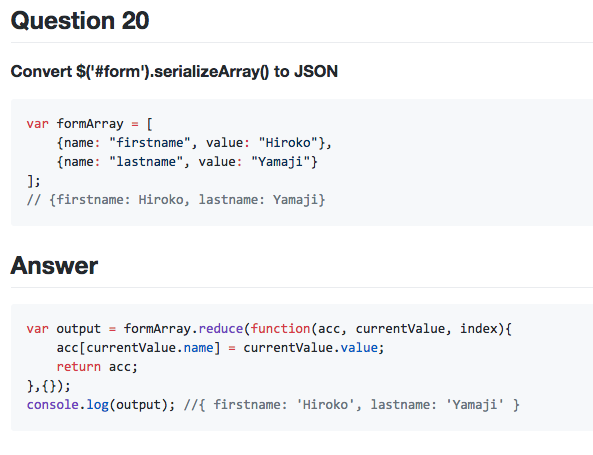 Question 20
Convert $('#form').serializeArray() to JSON
var formArray = [
    {name: "firstname", value: "Hiroko"},
    {name: "lastname", value: "Yamaji"}
];
// {firstname: Hiroko, lastname: Yamaji}
Answer
var output = formArray.reduce(function(acc, currentValue, index){
    acc[currentValue.name] = currentValue.value;
    return acc;
},{});
console.log(output); //{ firstname: 'Hiroko', lastname: 'Yamaji' }